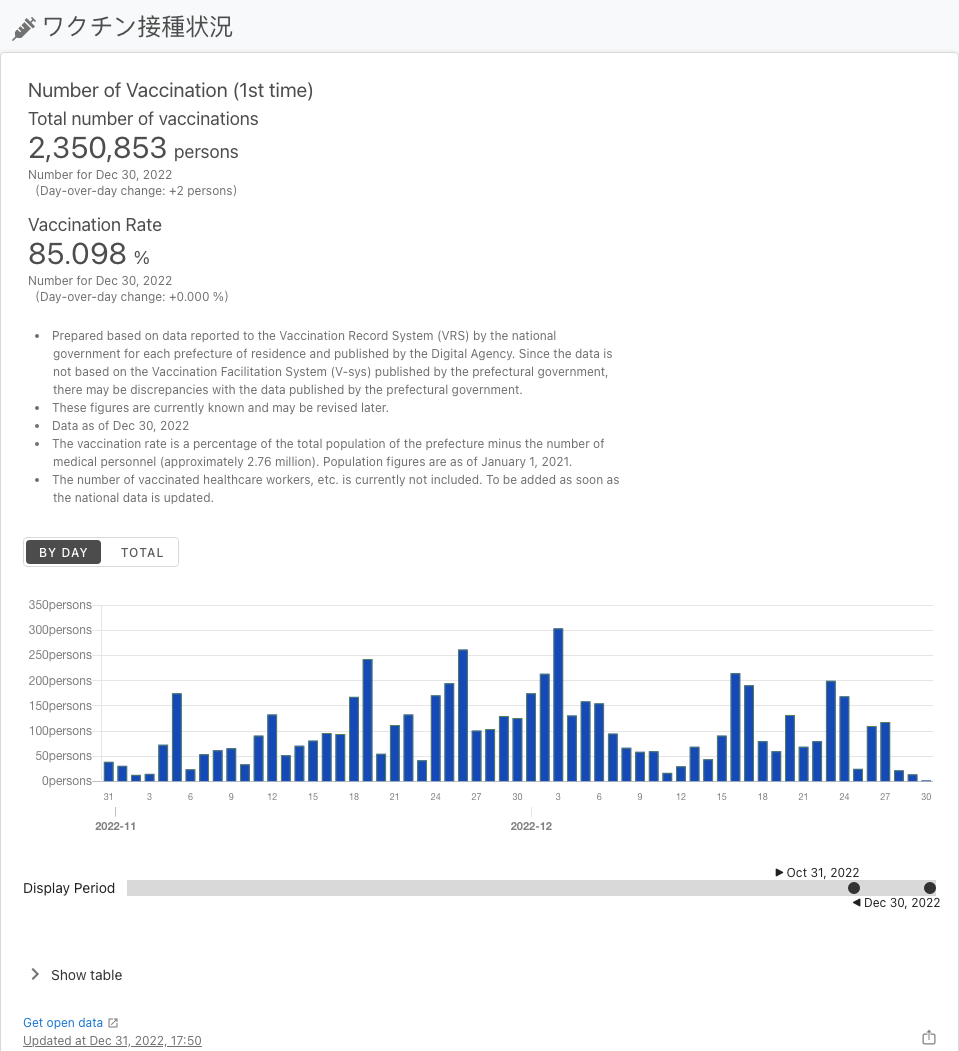 ワクチン接種状況
Number of Vaccination (1st time)
Total number of vaccinations
2,350,853 persons
Number for Dec 30, 2022
(Day-over-day change: +2 persons)
Vaccination Rate
85.098 %
Number for Dec 30, 2022
(Day-over-day change: +0.000 %)
• Prepared based on data reported to the Vaccination Record System (VRS) by the national
government for each prefecture of residence and published by the Digital Agency. Since the data is
not based on the Vaccination Facilitation System (V-sys) published by the prefectural government,
there may be discrepancies with the data published by the prefectural government.
• These figures are currently known and may be revised later.
• Data as of Dec 30, 2022
• The vaccination rate is a percentage of the total population of the prefecture minus the number of
medical personnel (approximately 2.76 million). Population figures are as of January 1, 2021.
• The number of vaccinated healthcare workers, etc. is currently not included. To be added as soon as
the national data is updated.
BY DAY TOTAL
350persons
300persons
250persons
200persons
150persons
100persons
50persons
0persons
31 3 6 9 12 15 18 21 24 27 30 3 6 9 12 15 18 21 24 27 30
2022-11 2022-12
Oct 31, 2022
Display Period
Dec 30, 2022
Show table
Get open data
Updated at Dec 31, 2022, 17:50